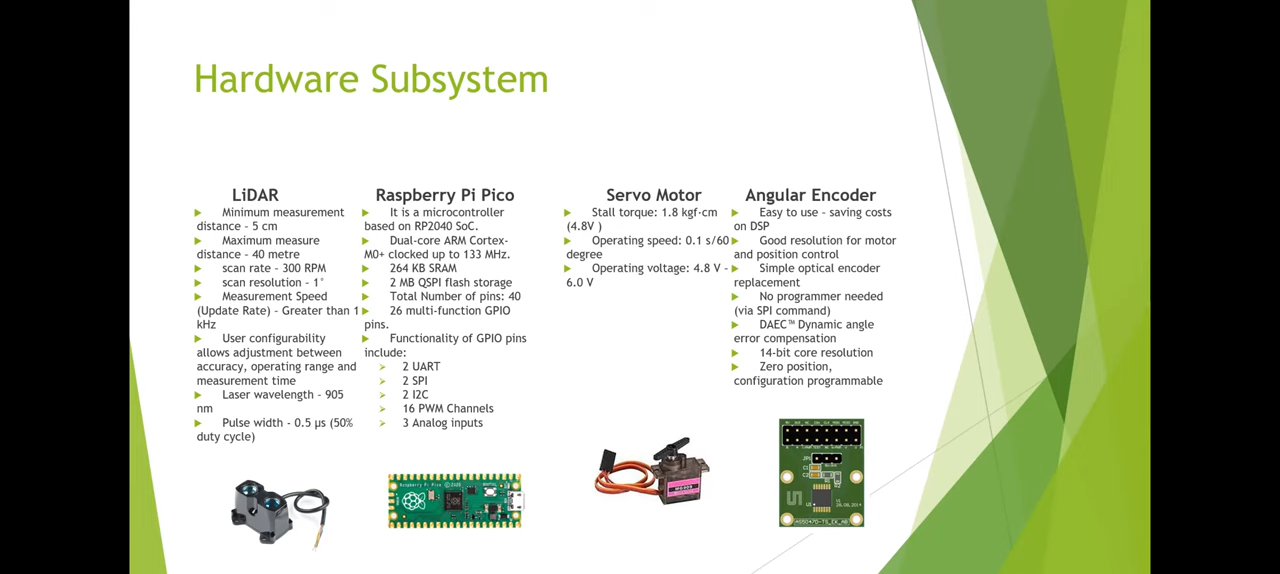 Hardware Subsystem
LiDAR
Minimum measurement
distance – 5 cm
Maximum measure
distance – 40 metre
scan rate – 300 RPM
scan resolution – 1°
Measurement Speed
(Update Rate) – Greater than 1
kHz
User configurability
allows adjustment between
accuracy, operating range and
measurement time
Laser wavelength – 905
nm
Pulse width – 0.5 µs (50%
duty cycle)
Raspberry Pi Pico
It is a microcontroller
based on RP2040 SoC.
Dual-core ARM Cortex-
M0+ clocked up to 133 MHz.
264 KB SRAM
2 MB QSPI flash storage
Total Number of pins: 40
26 multi-function GPIO
pins.
Functionality of GPIO pins
include:
2 UART
2 SPI
2 I2C
16 PWM Channels
3 Analog inputs
Raspberry Pi Pico
Servo Motor
Stall torque: 1.8 kgf·cm
(4.8V )
Operating speed: 0.1 s/60
degree
Operating voltage: 4.8 V –
6.0 V
Angular Encoder
Easy to use – saving costs
on DSP
Good resolution for motor
and position control
Simple optical encoder
replacement
No programmer needed
(via SPI command)
DAEC™ Dynamic angle
error compensation
14-bit core resolution
Zero position,
configuration programmable
JP1
C1
C2
U1